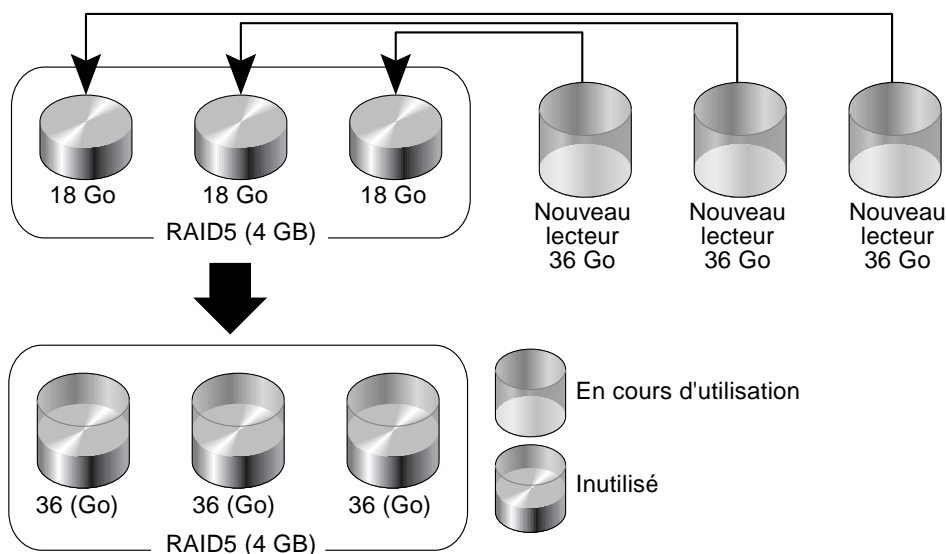 18 Go
18 Go
18 Go
RAID5 (4 GB)
Nouveau
lecteur
36 Go
Nouveau
lecteur
36 Go
Nouveau
lecteur
36 Go
36 (Go)
36 (Go)
36 (Go)
RAID5 (4 GB)
En cours d'utilisation
Inutilisé